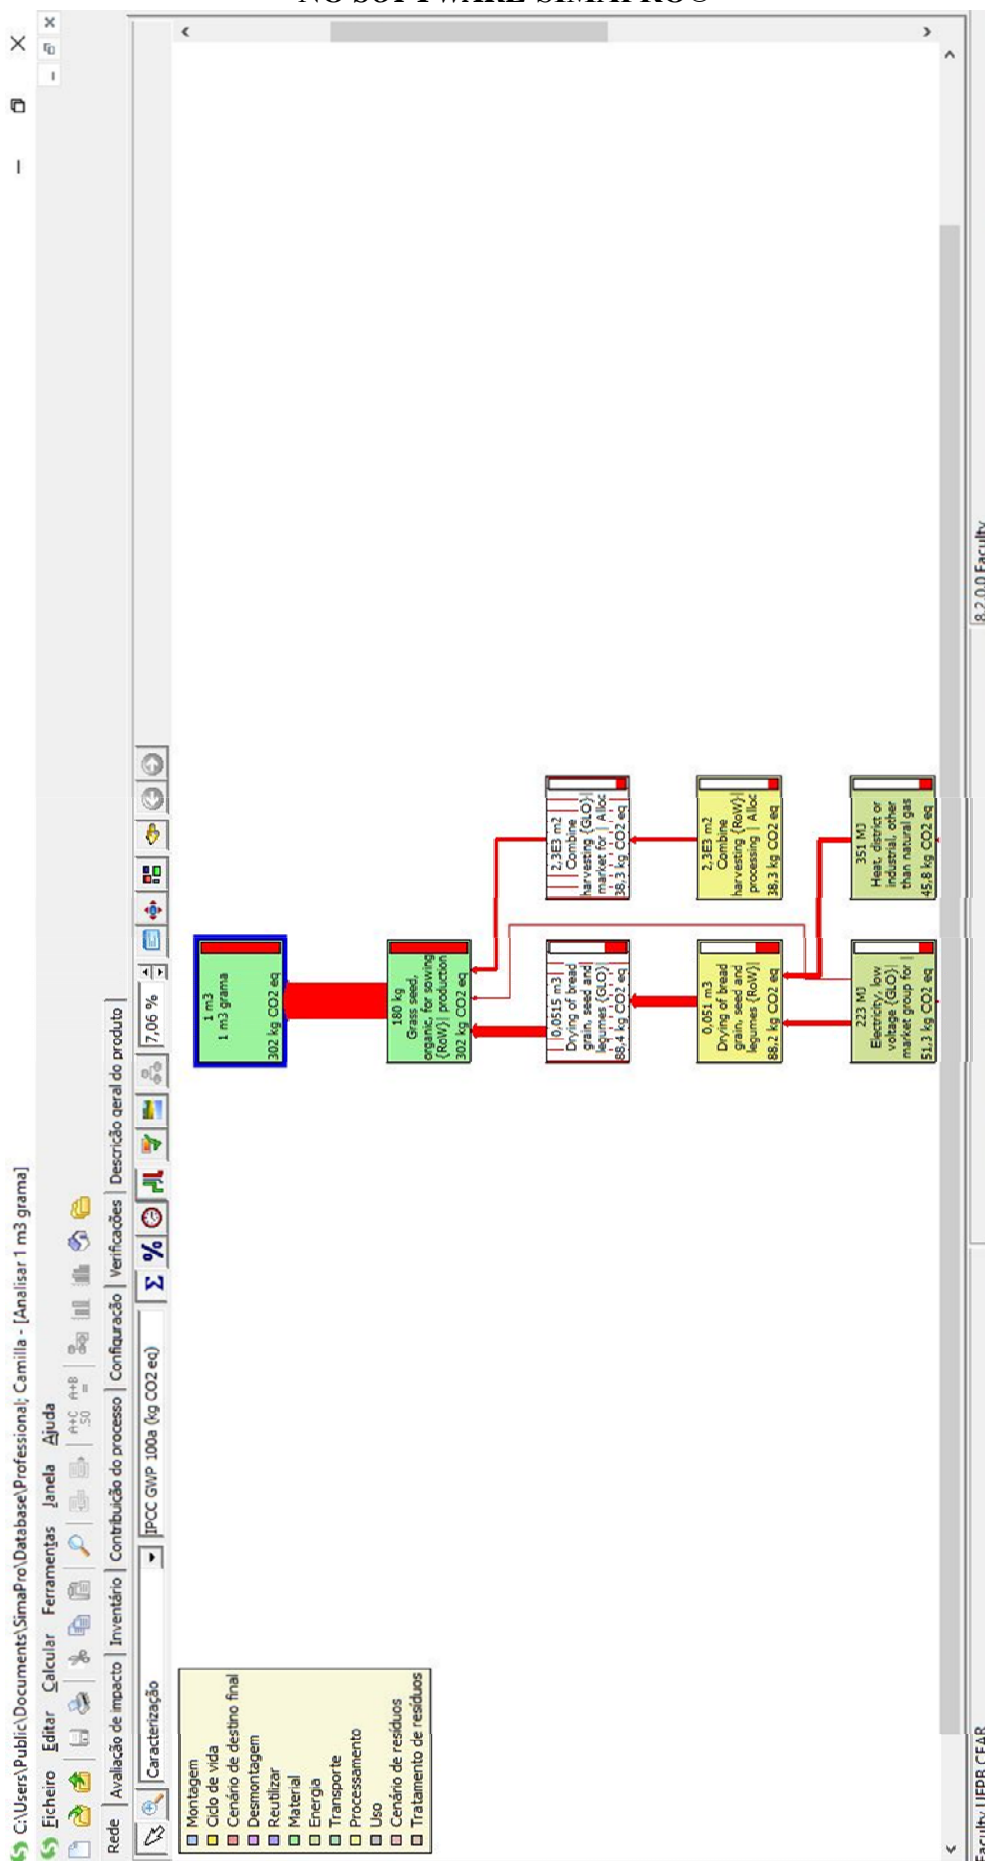 C:\Users\Public\Documents\SimaPro\Database\Professional; Camilla - [Analisar 1 m3 grama]
Ficheiro Editar Calcular Ferramentas Janela Ajuda
A+C .50 A+B =
Rede Avaliação de impacto Inventário Contribuição do processo Configuração Verificações Descrição geral do produto
Caracterização IPCC GWP 100a (kg CO2 eq) Σ % 7,06 %
Montagem
Ciclo de vida
Cenário de destino final
Desmontagem
Reutilizar
Material
Energia
Transporte
Processamento
Uso
Cenário de resíduos
Tratamento de resíduos
1 m3
1 m3 grama
302 kg CO2 eq
180 kg
Grass seed,
organic, for sowing
{RoW}| production
302 kg CO2 eq
0,0515 m3
Drying of bread
grain, seed and
legumes {GLO}|
88,4 kg CO2 eq
2,3E3 m2
Combine
harvesting {GLO}|
market for | Alloc
38,3 kg CO2 eq
0,051 m3
Drying of bread
grain, seed and
legumes {RoW}|
88,2 kg CO2 eq
2,3E3 m2
Combine
harvesting {RoW}|
processing | Alloc
38,3 kg CO2 eq
223 MJ
Electricity, low
voltage {GLO}|
market group for |
51,3 kg CO2 eq
351 MJ
Heat, district or
industrial, other
than natural gas
45,8 kg CO2 eq
Faculty UFPB CEAR 8.2.0.0 Faculty